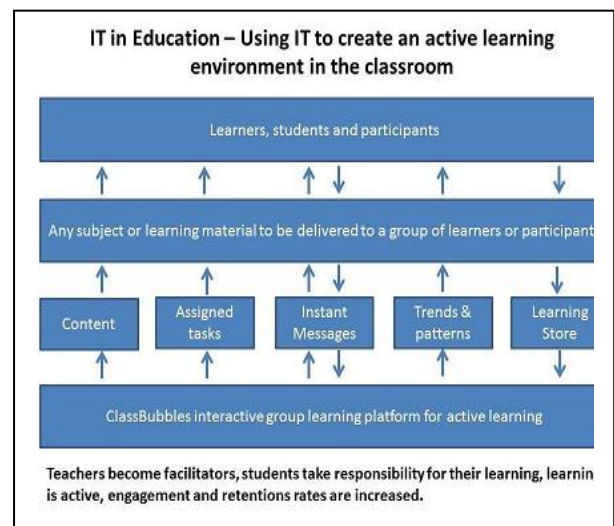 IT in Education – Using IT to create an active learning
environment in the classroom
Learners, students and participants
Any subject or learning material to be delivered to a group of learners or participant
Content
Assigned
tasks
Instant
Messages
Trends &
patterns
Learning
Store
ClassBubbles interactive group learning platform for active learning
Teachers become facilitators, students take responsibility for their learning, learnin
is active, engagement and retentions rates are increased.